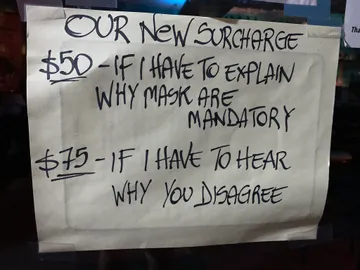 OUR NEW SURCHARGE
$50 - IF I HAVE TO EXPLAIN
WHY MASK ARE
MANDATORY
$75 - IF I HAVE TO HEAR
WHY YOU DISAGREE